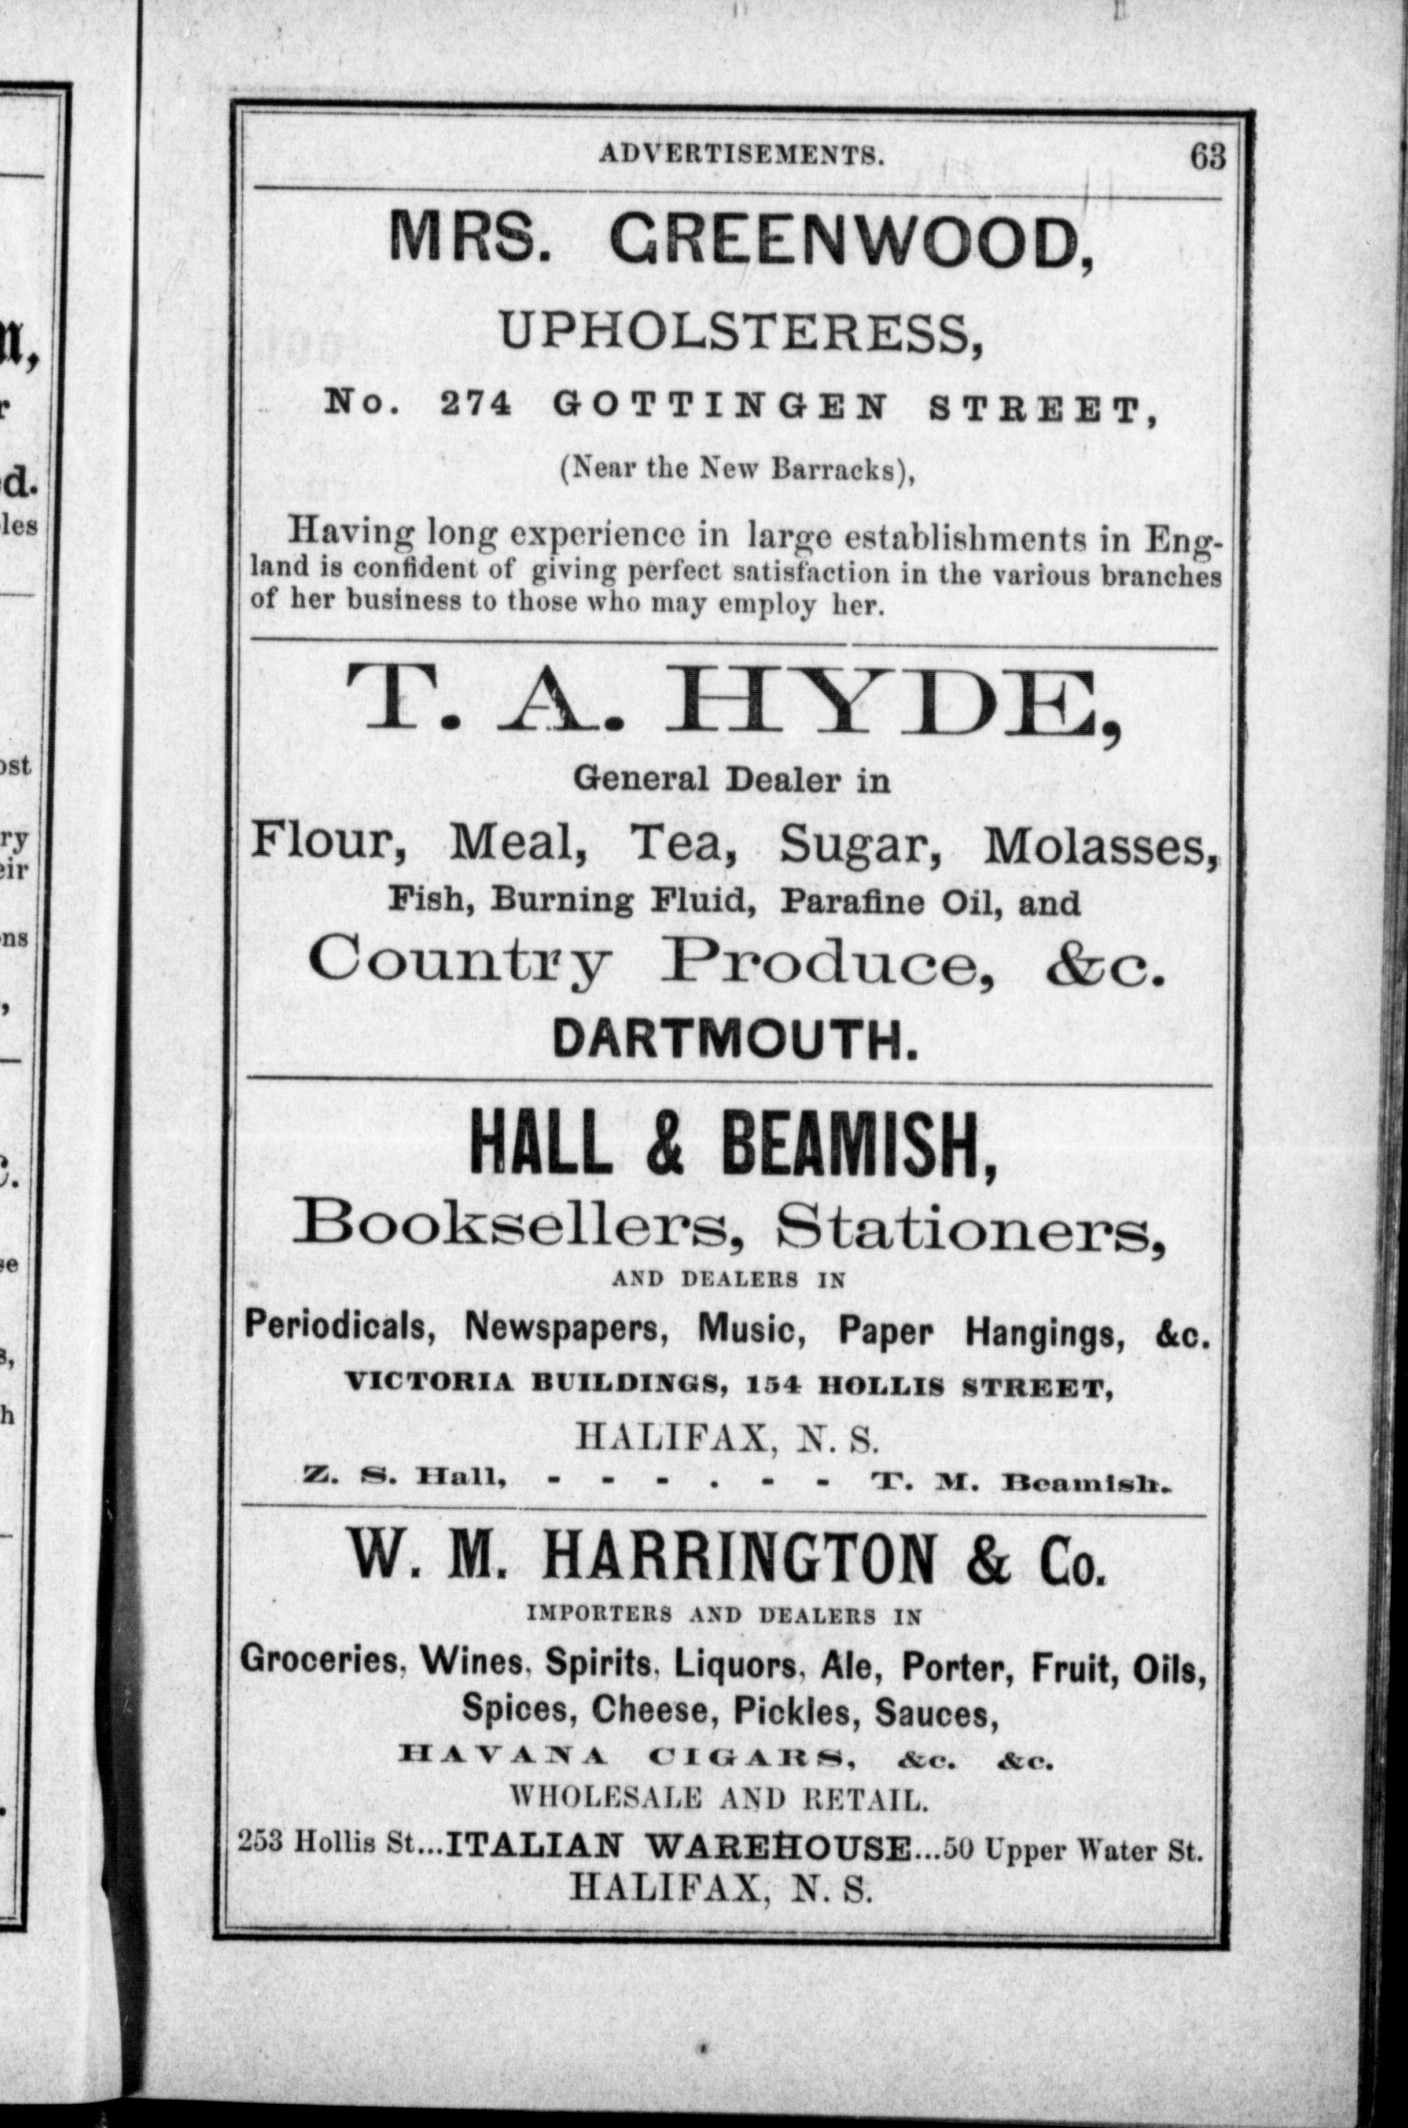 ADVERTISEMENTS. 63
MRS. GREENWOOD,
UPHOLSTERESS,
No. 274 GOTTINGEN STREET,
(Near the New Barracks),
Having long experience in large establishments in Eng-
land is confident of giving perfect satisfaction in the various branches
of her business to those who may employ her.
T. A. HYDE,
General Dealer in
Flour, Meal, Tea, Sugar, Molasses,
Fish, Burning Fluid, Parafine Oil, and
Country Produce, &c.
DARTMOUTH.
HALL & BEAMISH,
Booksellers, Stationers,
AND DEALERS IN
Periodicals, Newspapers, Music, Paper Hangings, &c.
VICTORIA BUILDINGS, 154 HOLLIS STREET,
HALIFAX, N. S.
Z. S. Hall, - - - . - - T. M. Beamish.
W. M. HARRINGTON & Co.
IMPORTERS AND DEALERS IN
Groceries, Wines, Spirits, Liquors, Ale, Porter, Fruit, Oils,
Spices, Cheese, Pickles, Sauces,
HAVANA CIGARS, &c. &c.
WHOLESALE AND RETAIL.
253 Hollis St...ITALIAN WAREHOUSE...50 Upper Water St.
HALIFAX, N. S.